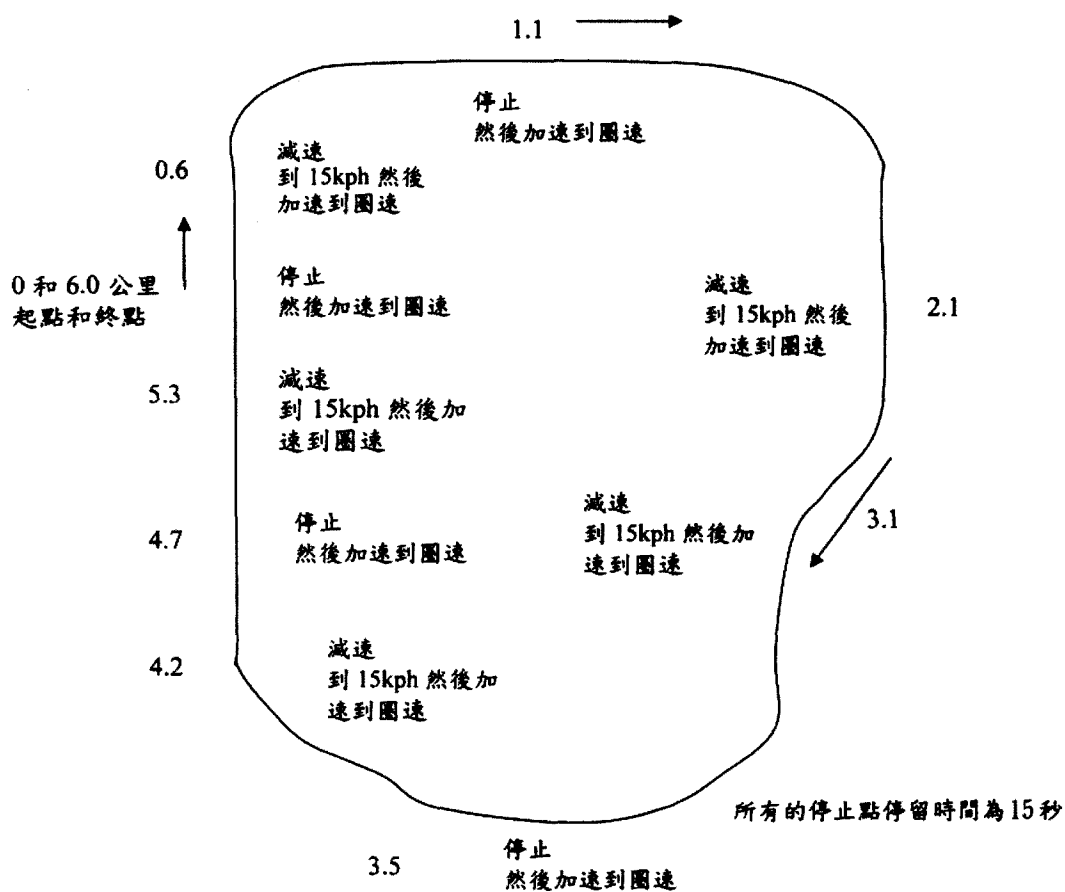 1.1
停止
然後加速到圈速
減速
到 15kph 然後
加速到圈速
0.6
0 和 6.0 公里
起點和終點
停止
然後加速到圈速
減速
到 15kph 然後
加速到圈速
2.1
5.3
減速
到 15kph 然後加
速到圈速
4.7
停止
然後加速到圈速
減速
到 15kph 然後加
速到圈速
3.1
4.2
減速
到 15kph 然後加
速到圈速
所有的停止點停留時間為 15 秒
3.5
停止
然後加速到圈速